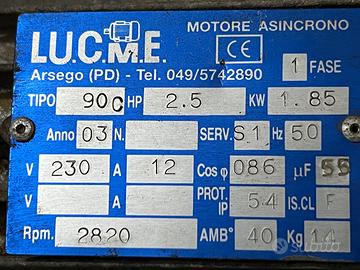 MOTORE ASINCRONO
LU.C.M.E.
CE
Arsego (PD) - Tel. 049/5742890
1 FASE
TIPO 90C HP 2.5 KW 1.85
Anno 03 N. SERV. S1 Hz 50
V 230 A 12 Cos φ 086 µF 55
V A PROT. IP 54 IS.CL F
Rpm. 2820 AMB° 40 Kg 14
subito